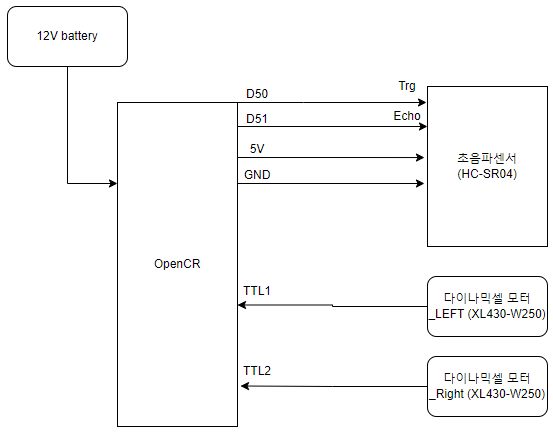 12V battery
D50
Trg
D51
Echo
5V
GND
초음파센서
(HC-SR04)
OpenCR
TTL1
다이나믹셀 모터
_LEFT (XL430-W250)
TTL2
다이나믹셀 모터
_Right (XL430-W250)